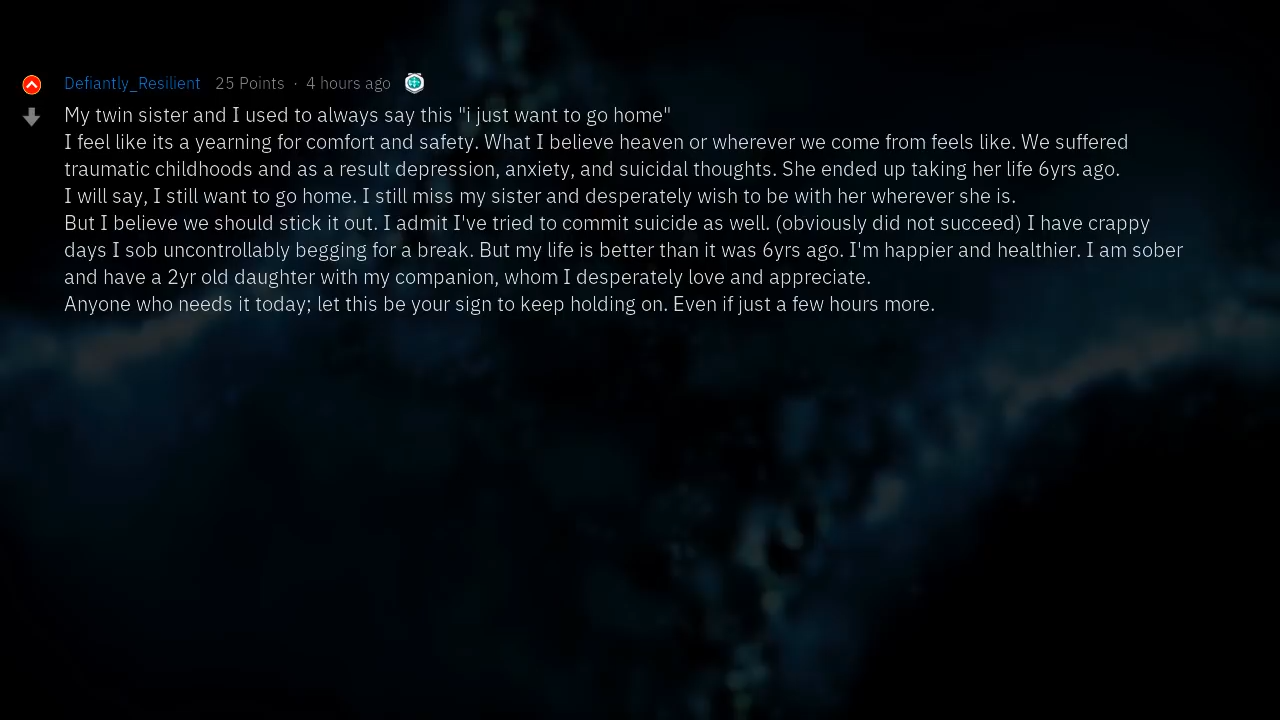 Defiantly_Resilient 25 Points · 4 hours ago
My twin sister and I used to always say this "i just want to go home"
I feel like its a yearning for comfort and safety. What I believe heaven or wherever we come from feels like. We suffered
traumatic childhoods and as a result depression, anxiety, and suicidal thoughts. She ended up taking her life 6yrs ago.
I will say, I still want to go home. I still miss my sister and desperately wish to be with her wherever she is.
But I believe we should stick it out. I admit I've tried to commit suicide as well. (obviously did not succeed) I have crappy
days I sob uncontrollably begging for a break. But my life is better than it was 6yrs ago. I'm happier and healthier. I am sober
and have a 2yr old daughter with my companion, whom I desperately love and appreciate.
Anyone who needs it today; let this be your sign to keep holding on. Even if just a few hours more.